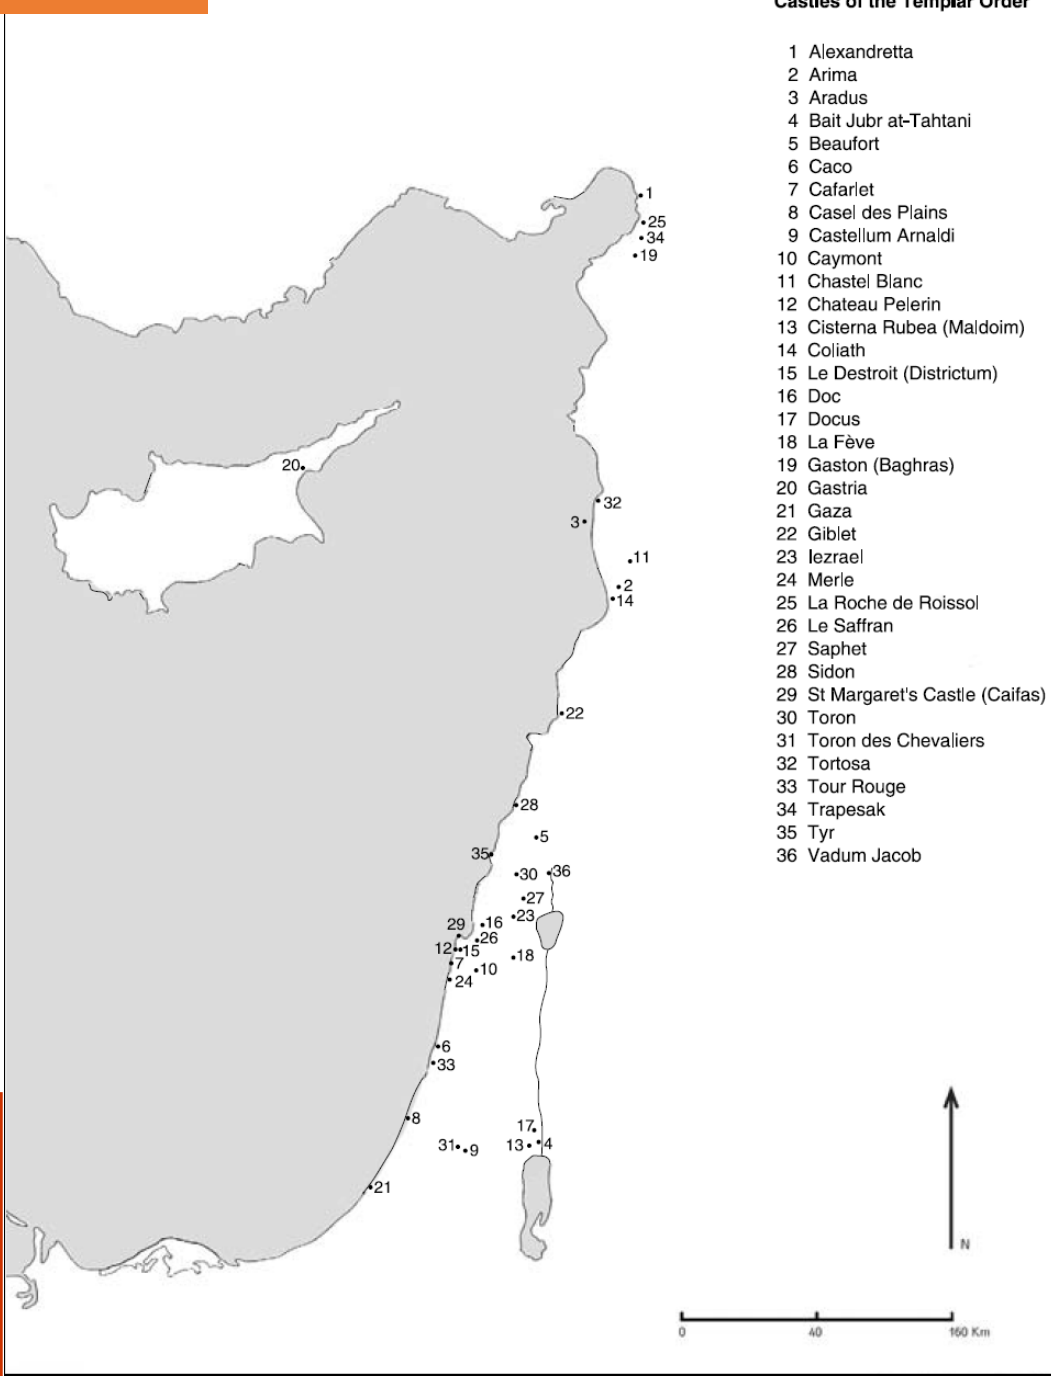 Castles of the Templar Order
1 Alexandretta
2 Arima
3 Aradus
4 Bait Jubr at-Tahtani
5 Beaufort
6 Caco
7 Cafarlet
8 Casel des Plains
9 Castellum Arnaldi
10 Caymont
11 Chastel Blanc
12 Chateau Pelerin
13 Cisterna Rubea (Maldoim)
14 Coliath
15 Le Destroit (Districtum)
16 Doc
17 Docus
18 La Fève
19 Gaston (Baghras)
20 Gastria
21 Gaza
22 Giblet
23 Iezrael
24 Merle
25 La Roche de Roissol
26 Le Saffran
27 Saphet
28 Sidon
29 St Margaret's Castle (Caifas)
30 Toron
31 Toron des Chevaliers
32 Tortosa
33 Tour Rouge
34 Trapesak
35 Tyr
36 Vadum Jacob
1
25
34
19
20
32
3
11
2
14
22
28
5
35
30 36
27
23
29 16
26
12 15
18
7
10
24
6
33
8
17
31 9 13 4
21
N
0 40 160 Km